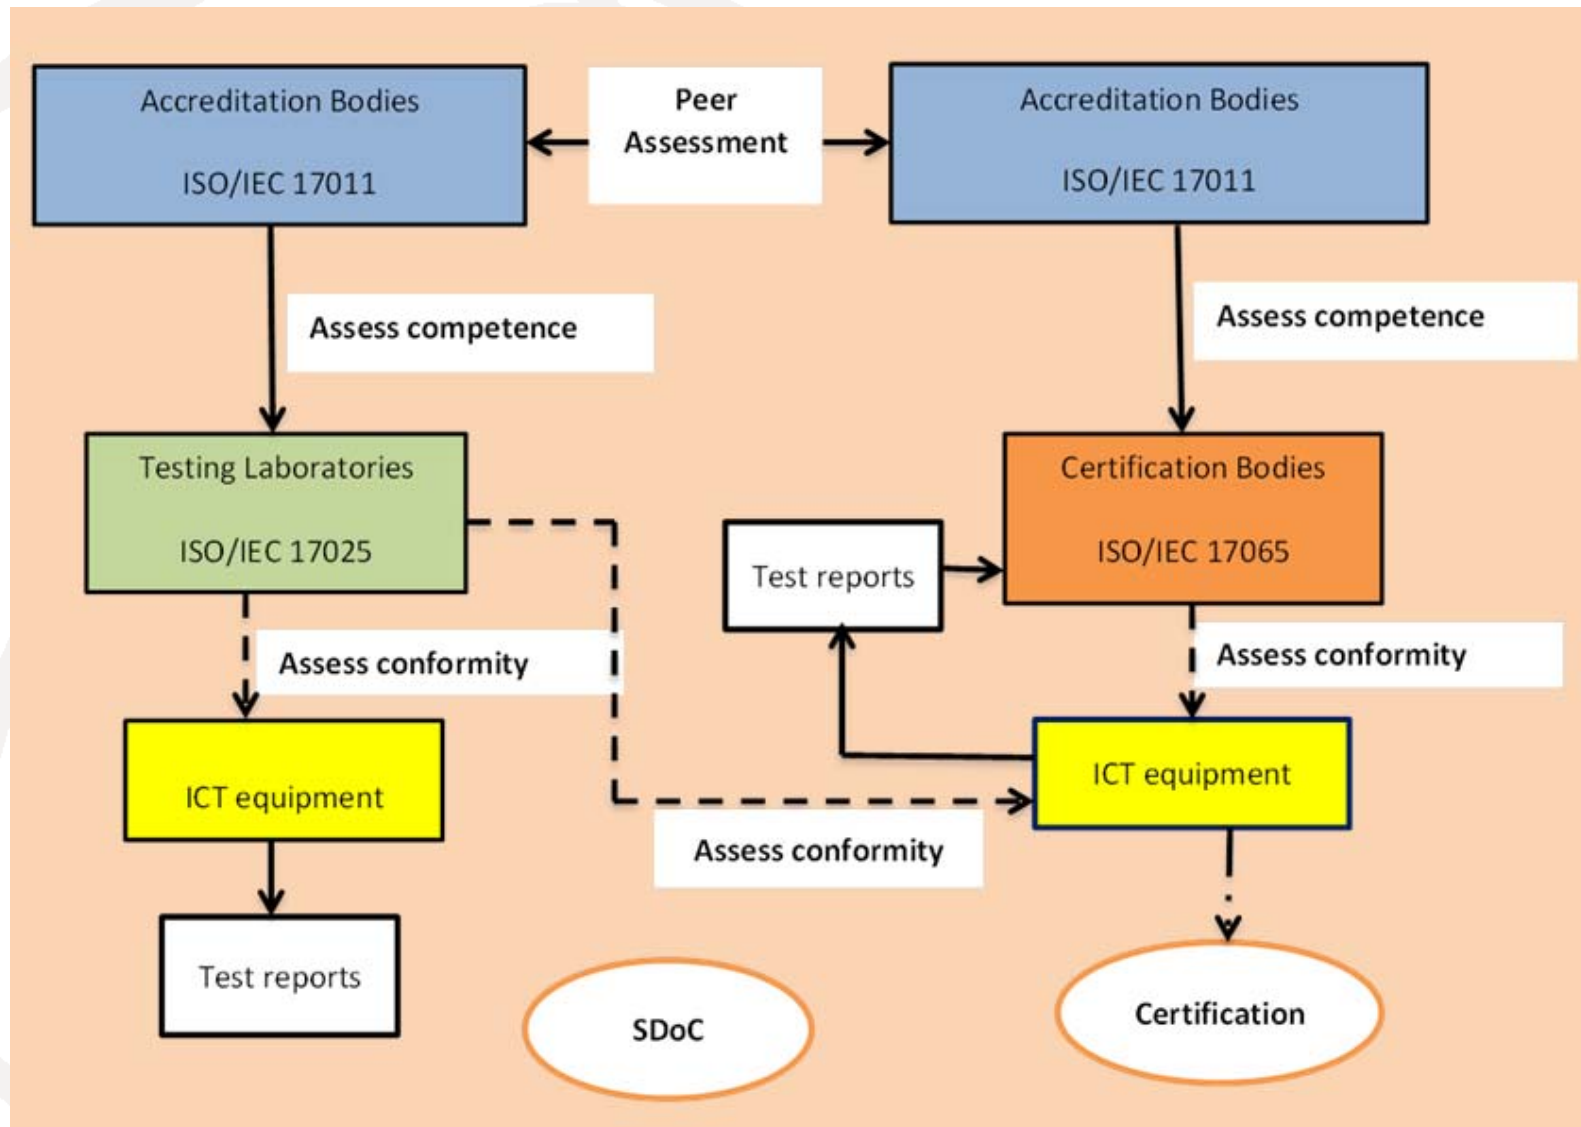 Accreditation Bodies
ISO/IEC 17011
Peer
Assessment
Accreditation Bodies
ISO/IEC 17011
Assess competence
Assess competence
Testing Laboratories
ISO/IEC 17025
Certification Bodies
ISO/IEC 17065
Test reports
Assess conformity
Assess conformity
ICT equipment
ICT equipment
Assess conformity
Test reports
SDoC
Certification